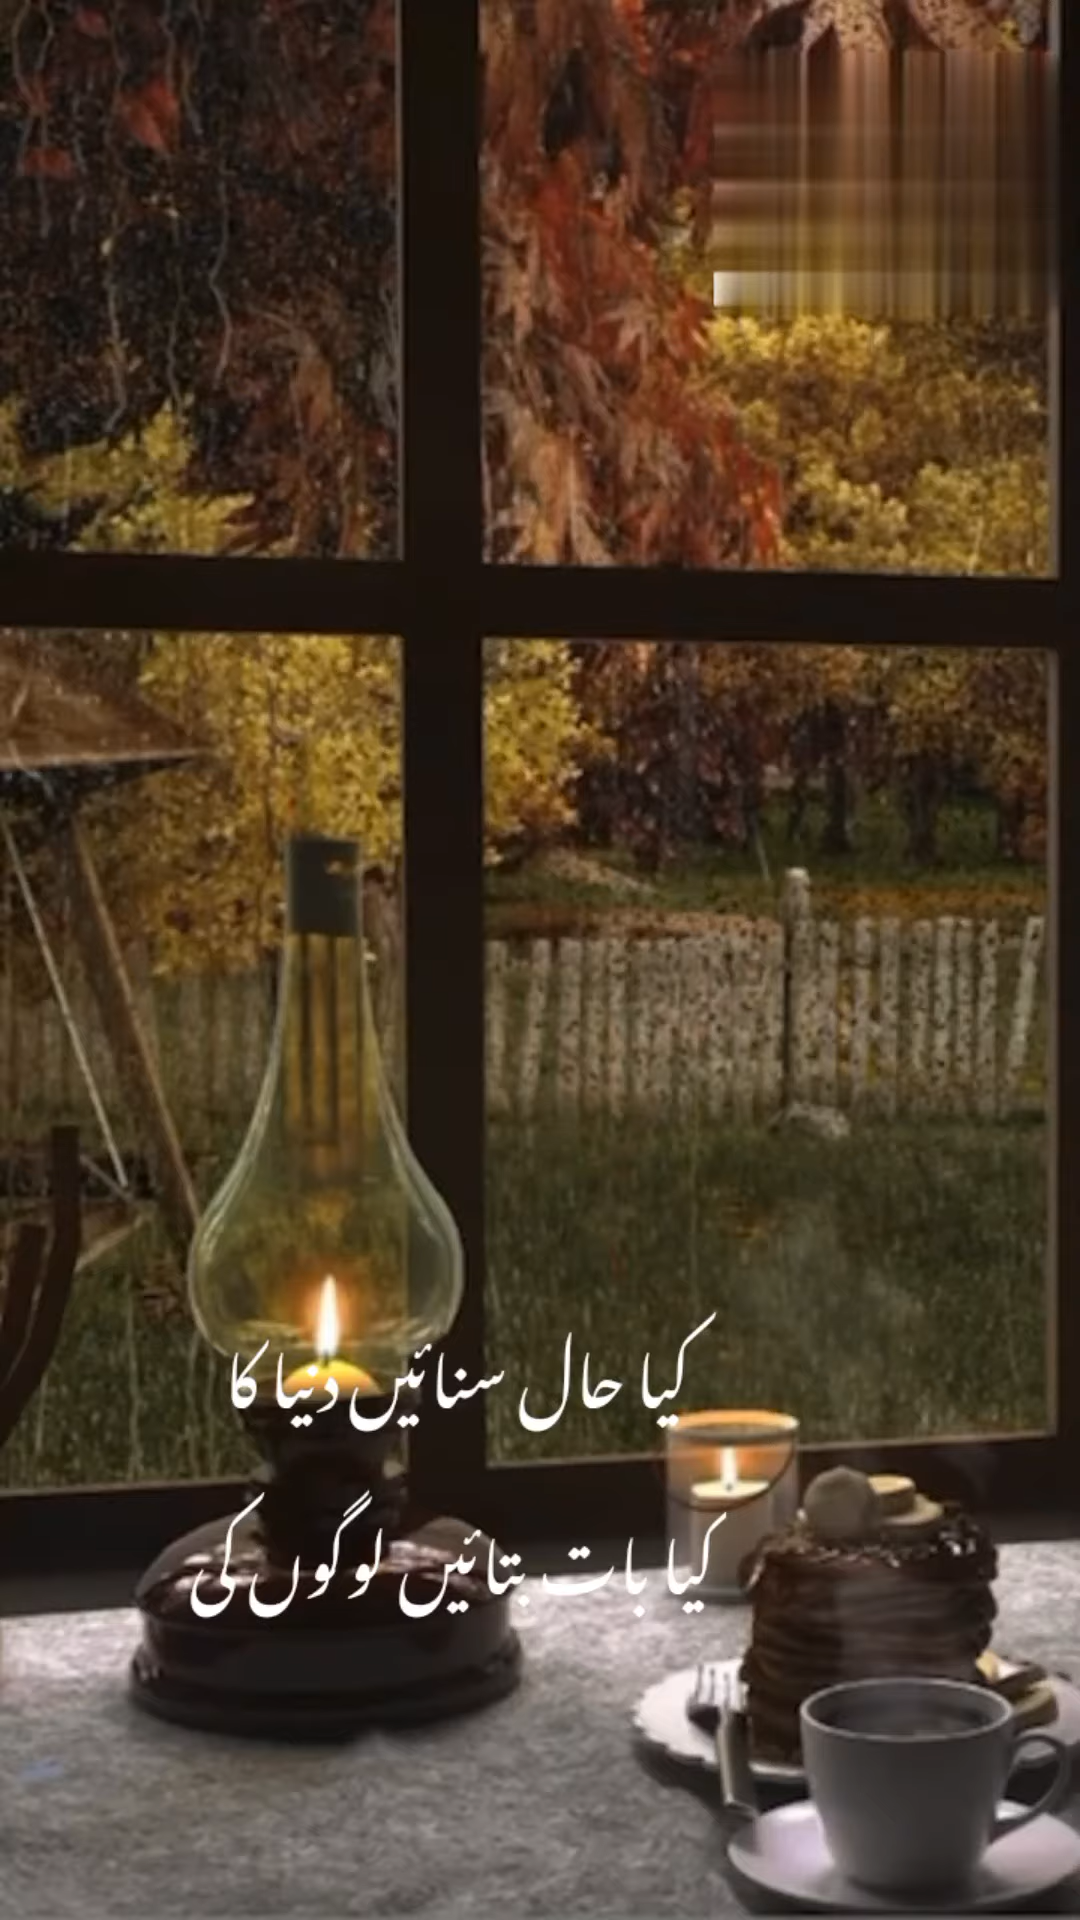 کیا حال سنائیں دنیا کا
کیا بات بتائیں لوگوں کی